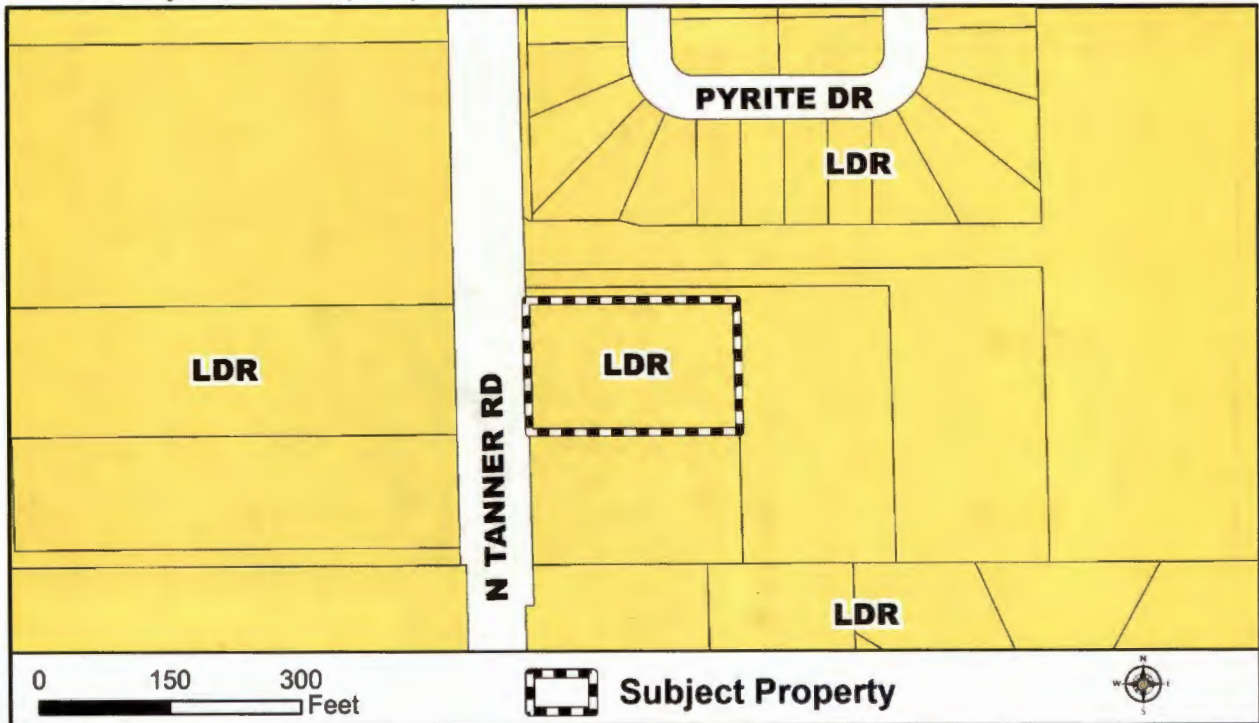 PYRITE DR
LDR
LDR
LDR
N TANNER RD
LDR
0 150 300
Feet
Subject Property
N
W E
S